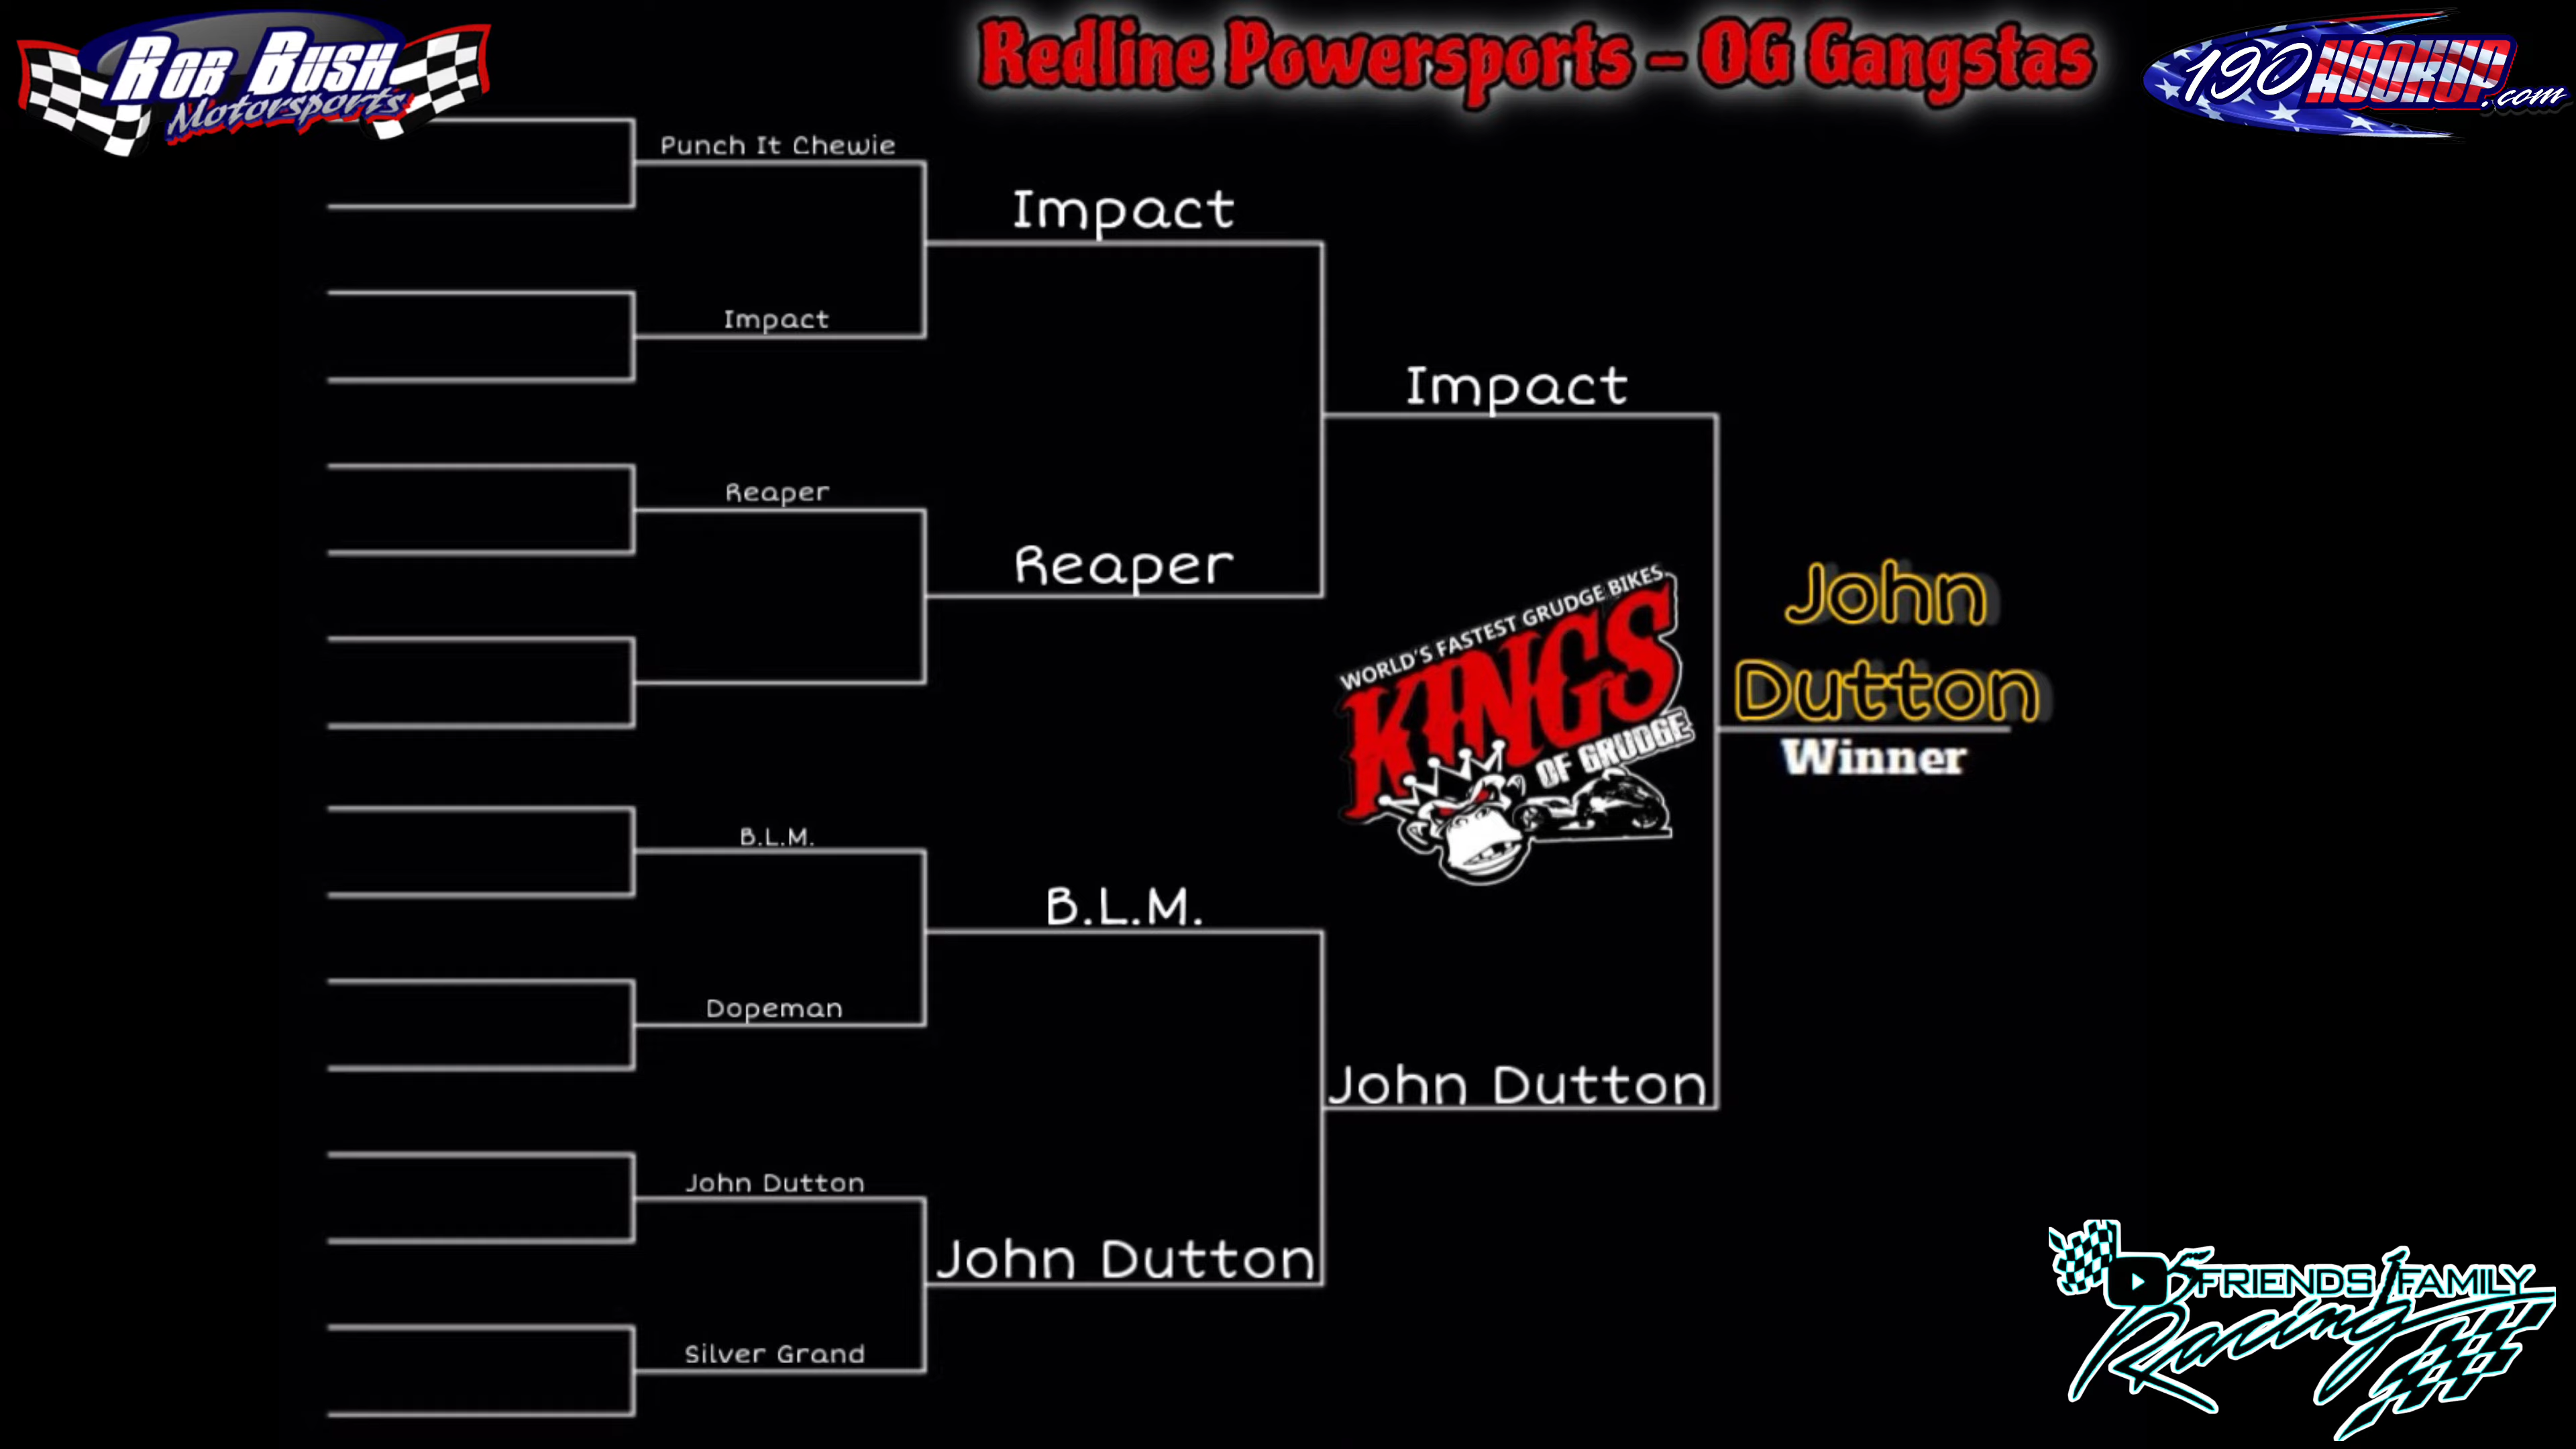 Rob Bush
Motorsports
Redline Powersports - OG Gangstas
190HOOKUP.com
Punch It Chewie
Impact
Impact
Impact
Reaper
Reaper
B.L.M.
B.L.M.
Dopeman
John Dutton
John Dutton
John Dutton
Silver Grand
WORLD'S FASTEST GRUDGE BIKES
KINGS
OF GRUDGE
John
Dutton
Winner
FRIENDS FAMILY
Racing